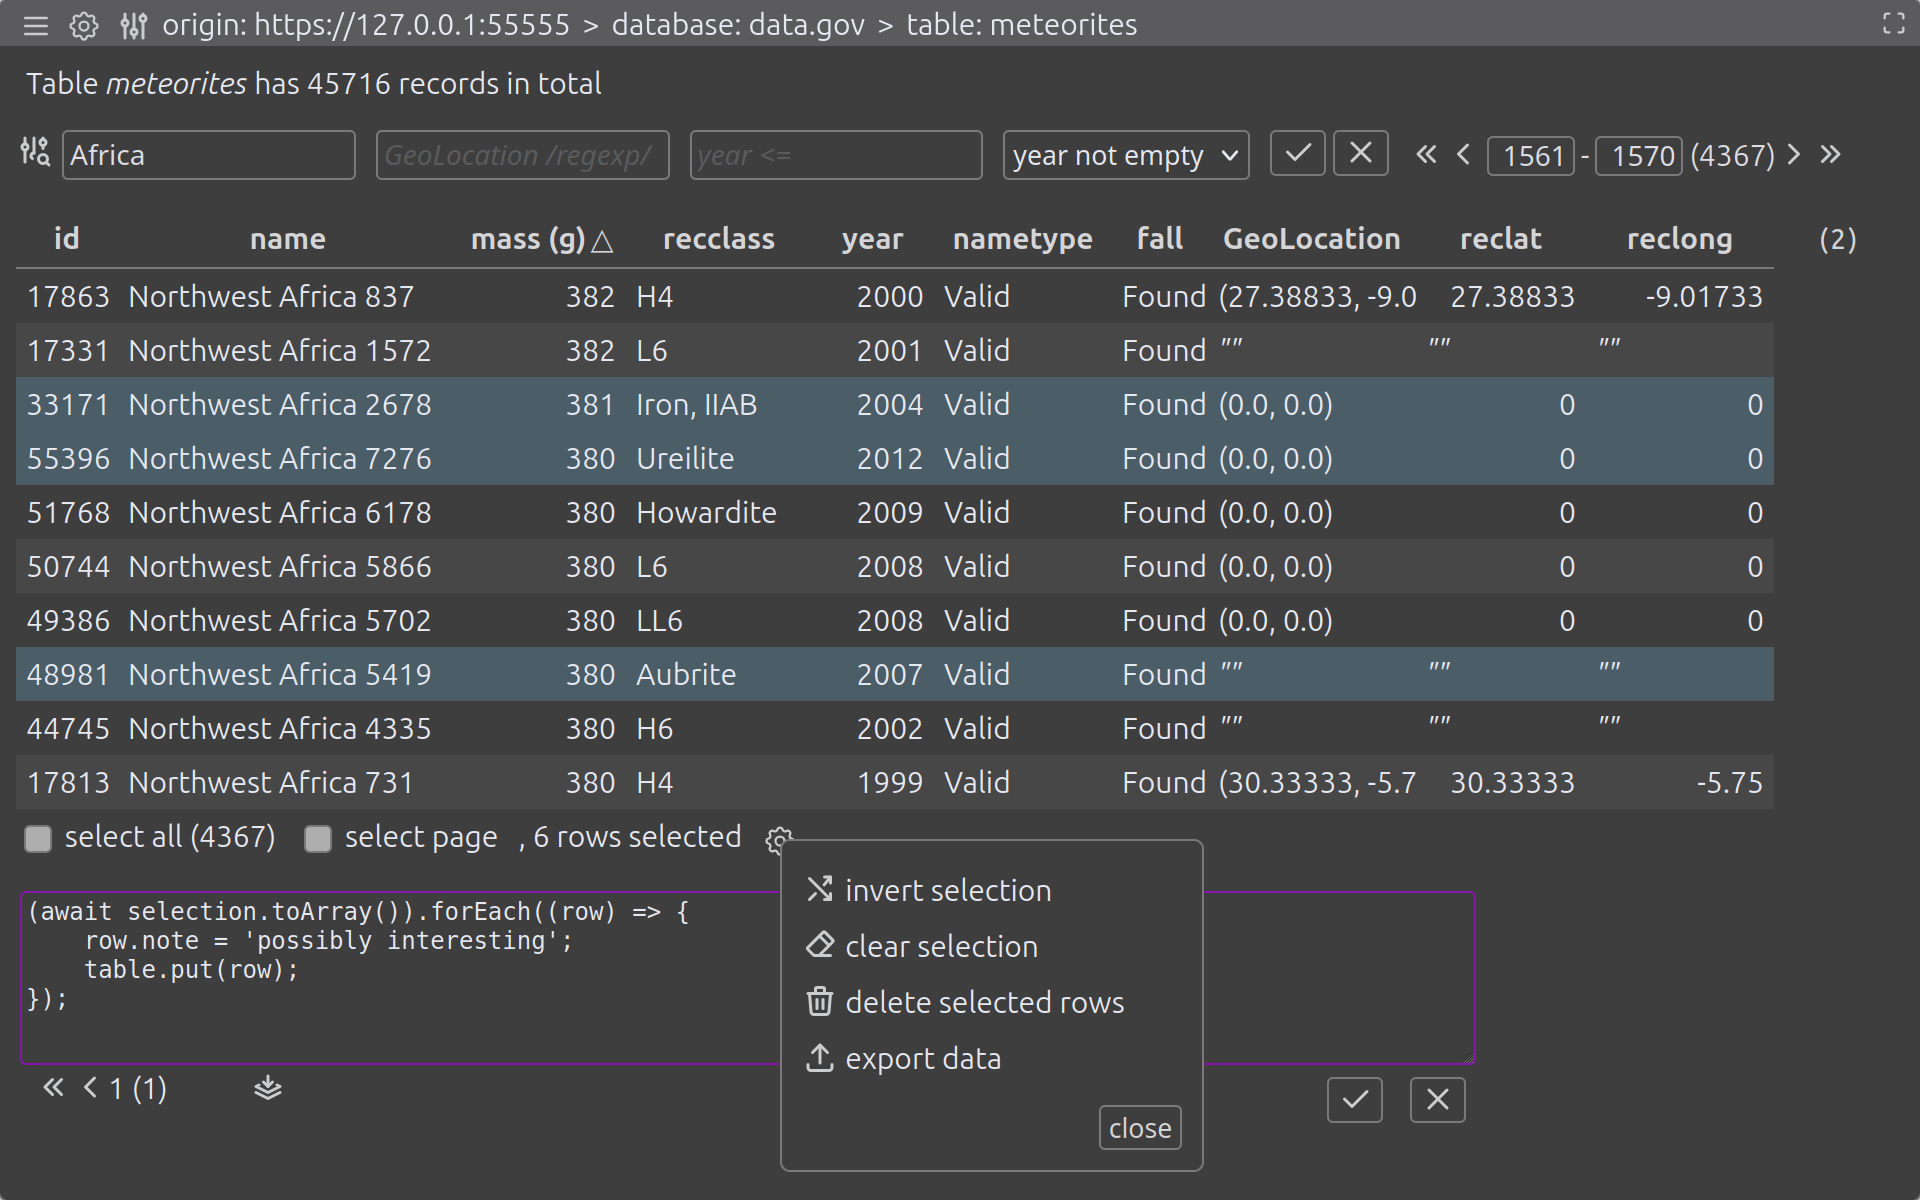 origin: https://127.0.0.1:55555 > database: data.gov > table: meteorites
Table meteorites has 45716 records in total
Africa GeoLocation /regexp/ year <= year not empty 1561 - 1570 (4367)
id name mass (g) △ recclass year nametype fall GeoLocation reclat reclong (2)
17863 Northwest Africa 837 382 H4 2000 Valid Found (27.38833, -9.0 27.38833 -9.01733
17331 Northwest Africa 1572 382 L6 2001 Valid Found "" "" ""
33171 Northwest Africa 2678 381 Iron, IIAB 2004 Valid Found (0.0, 0.0) 0 0
55396 Northwest Africa 7276 380 Ureilite 2012 Valid Found (0.0, 0.0) 0 0
51768 Northwest Africa 6178 380 Howardite 2009 Valid Found (0.0, 0.0) 0 0
50744 Northwest Africa 5866 380 L6 2008 Valid Found (0.0, 0.0) 0 0
49386 Northwest Africa 5702 380 LL6 2008 Valid Found (0.0, 0.0) 0 0
48981 Northwest Africa 5419 380 Aubrite 2007 Valid Found "" "" ""
44745 Northwest Africa 4335 380 H6 2002 Valid Found "" "" ""
17813 Northwest Africa 731 380 H4 1999 Valid Found (30.33333, -5.7 30.33333 -5.75
select all (4367) select page , 6 rows selected
(await selection.toArray()).forEach((row) => {
    row.note = 'possibly interesting';
    table.put(row);
});
1 (1)
invert selection
clear selection
delete selected rows
export data
close